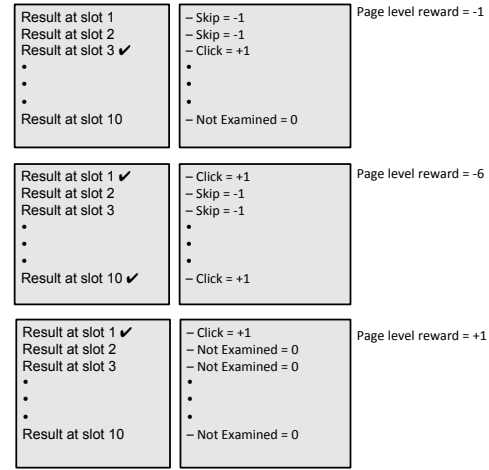 Result at slot 1
Result at slot 2
Result at slot 3 ✔
•
•
•
Result at slot 10
– Skip = -1
– Skip = -1
– Click = +1
•
•
•
– Not Examined = 0
Page level reward = -1
Result at slot 1 ✔
Result at slot 2
Result at slot 3
•
•
•
Result at slot 10 ✔
– Click = +1
– Skip = -1
– Skip = -1
•
•
•
– Click = +1
Page level reward = -6
Result at slot 1 ✔
Result at slot 2
Result at slot 3
•
•
•
Result at slot 10
– Click = +1
– Not Examined = 0
– Not Examined = 0
•
•
•
– Not Examined = 0
Page level reward = +1